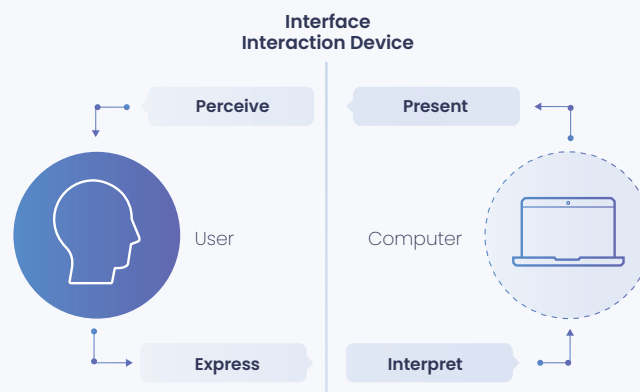 Interface
Interaction Device
Perceive
Present
User
Computer
Express
Interpret